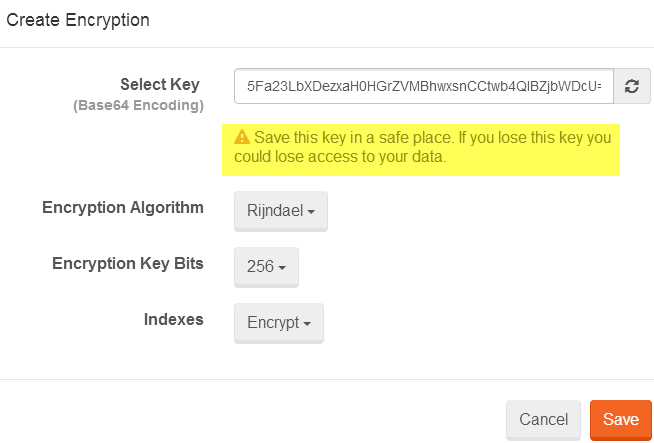 Create Encryption
Select Key
5Fa23LbXDezxaH0HGrZVMBhwxsnCCtwb4QIBZjbWDcU=
(Base64 Encoding)
Save this key in a safe place. If you lose this key you
could lose access to your data.
Encryption Algorithm
Rijndael
Encryption Key Bits
256
Indexes
Encrypt
Cancel
Save